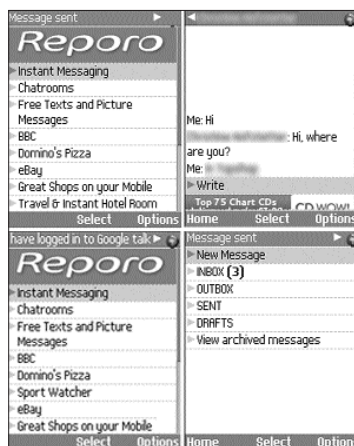 Message sent
Reporo
Instant Messaging
Chatrooms
Free Texts and Picture
Messages
BBC
Domino's Pizza
eBay
Great Shops on your Mobile
Travel & Instant Hotel Room
Select Options
Me: Hi
: Hi, where
are you?
Me:
Write
Top 75 Chart CDs
CD WOW!
Home Select Options
have logged in to Google talk
Reporo
Instant Messaging
Chatrooms
Free Texts and Picture
Messages
BBC
Domino's Pizza
Sport Watcher
eBay
Great Shops on your Mobile
Select Options
Message sent
New Message
INBOX (3)
OUTBOX
SENT
DRAFTS
View archived messages
Home Select Options